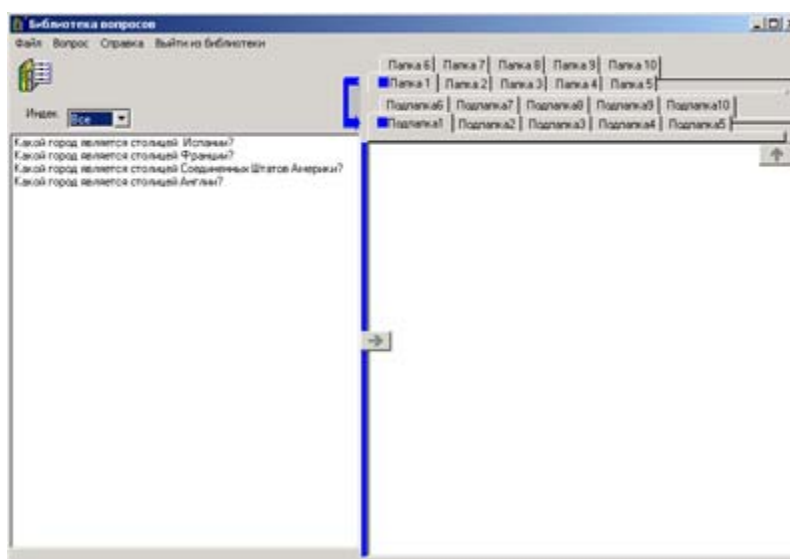 Библиотека вопросов
Файл Вопрос Справка Выйти из библиотеки
Папка 6 Папка 7 Папка 8 Папка 9 Папка 10
Папка 1 Папка 2 Папка 3 Папка 4 Папка 5
Индек Все
Подпапка6 Подпапка7 Подпапка8 Подпапка9 Подпапка10
Подпапка1 Подпапка2 Подпапка3 Подпапка4 Подпапка5
Какой город является столицей Испании?
Какой город является столицей Франции?
Какой город является столицей Соединенных Штатов Америки?
Какой город является столицей Англии?